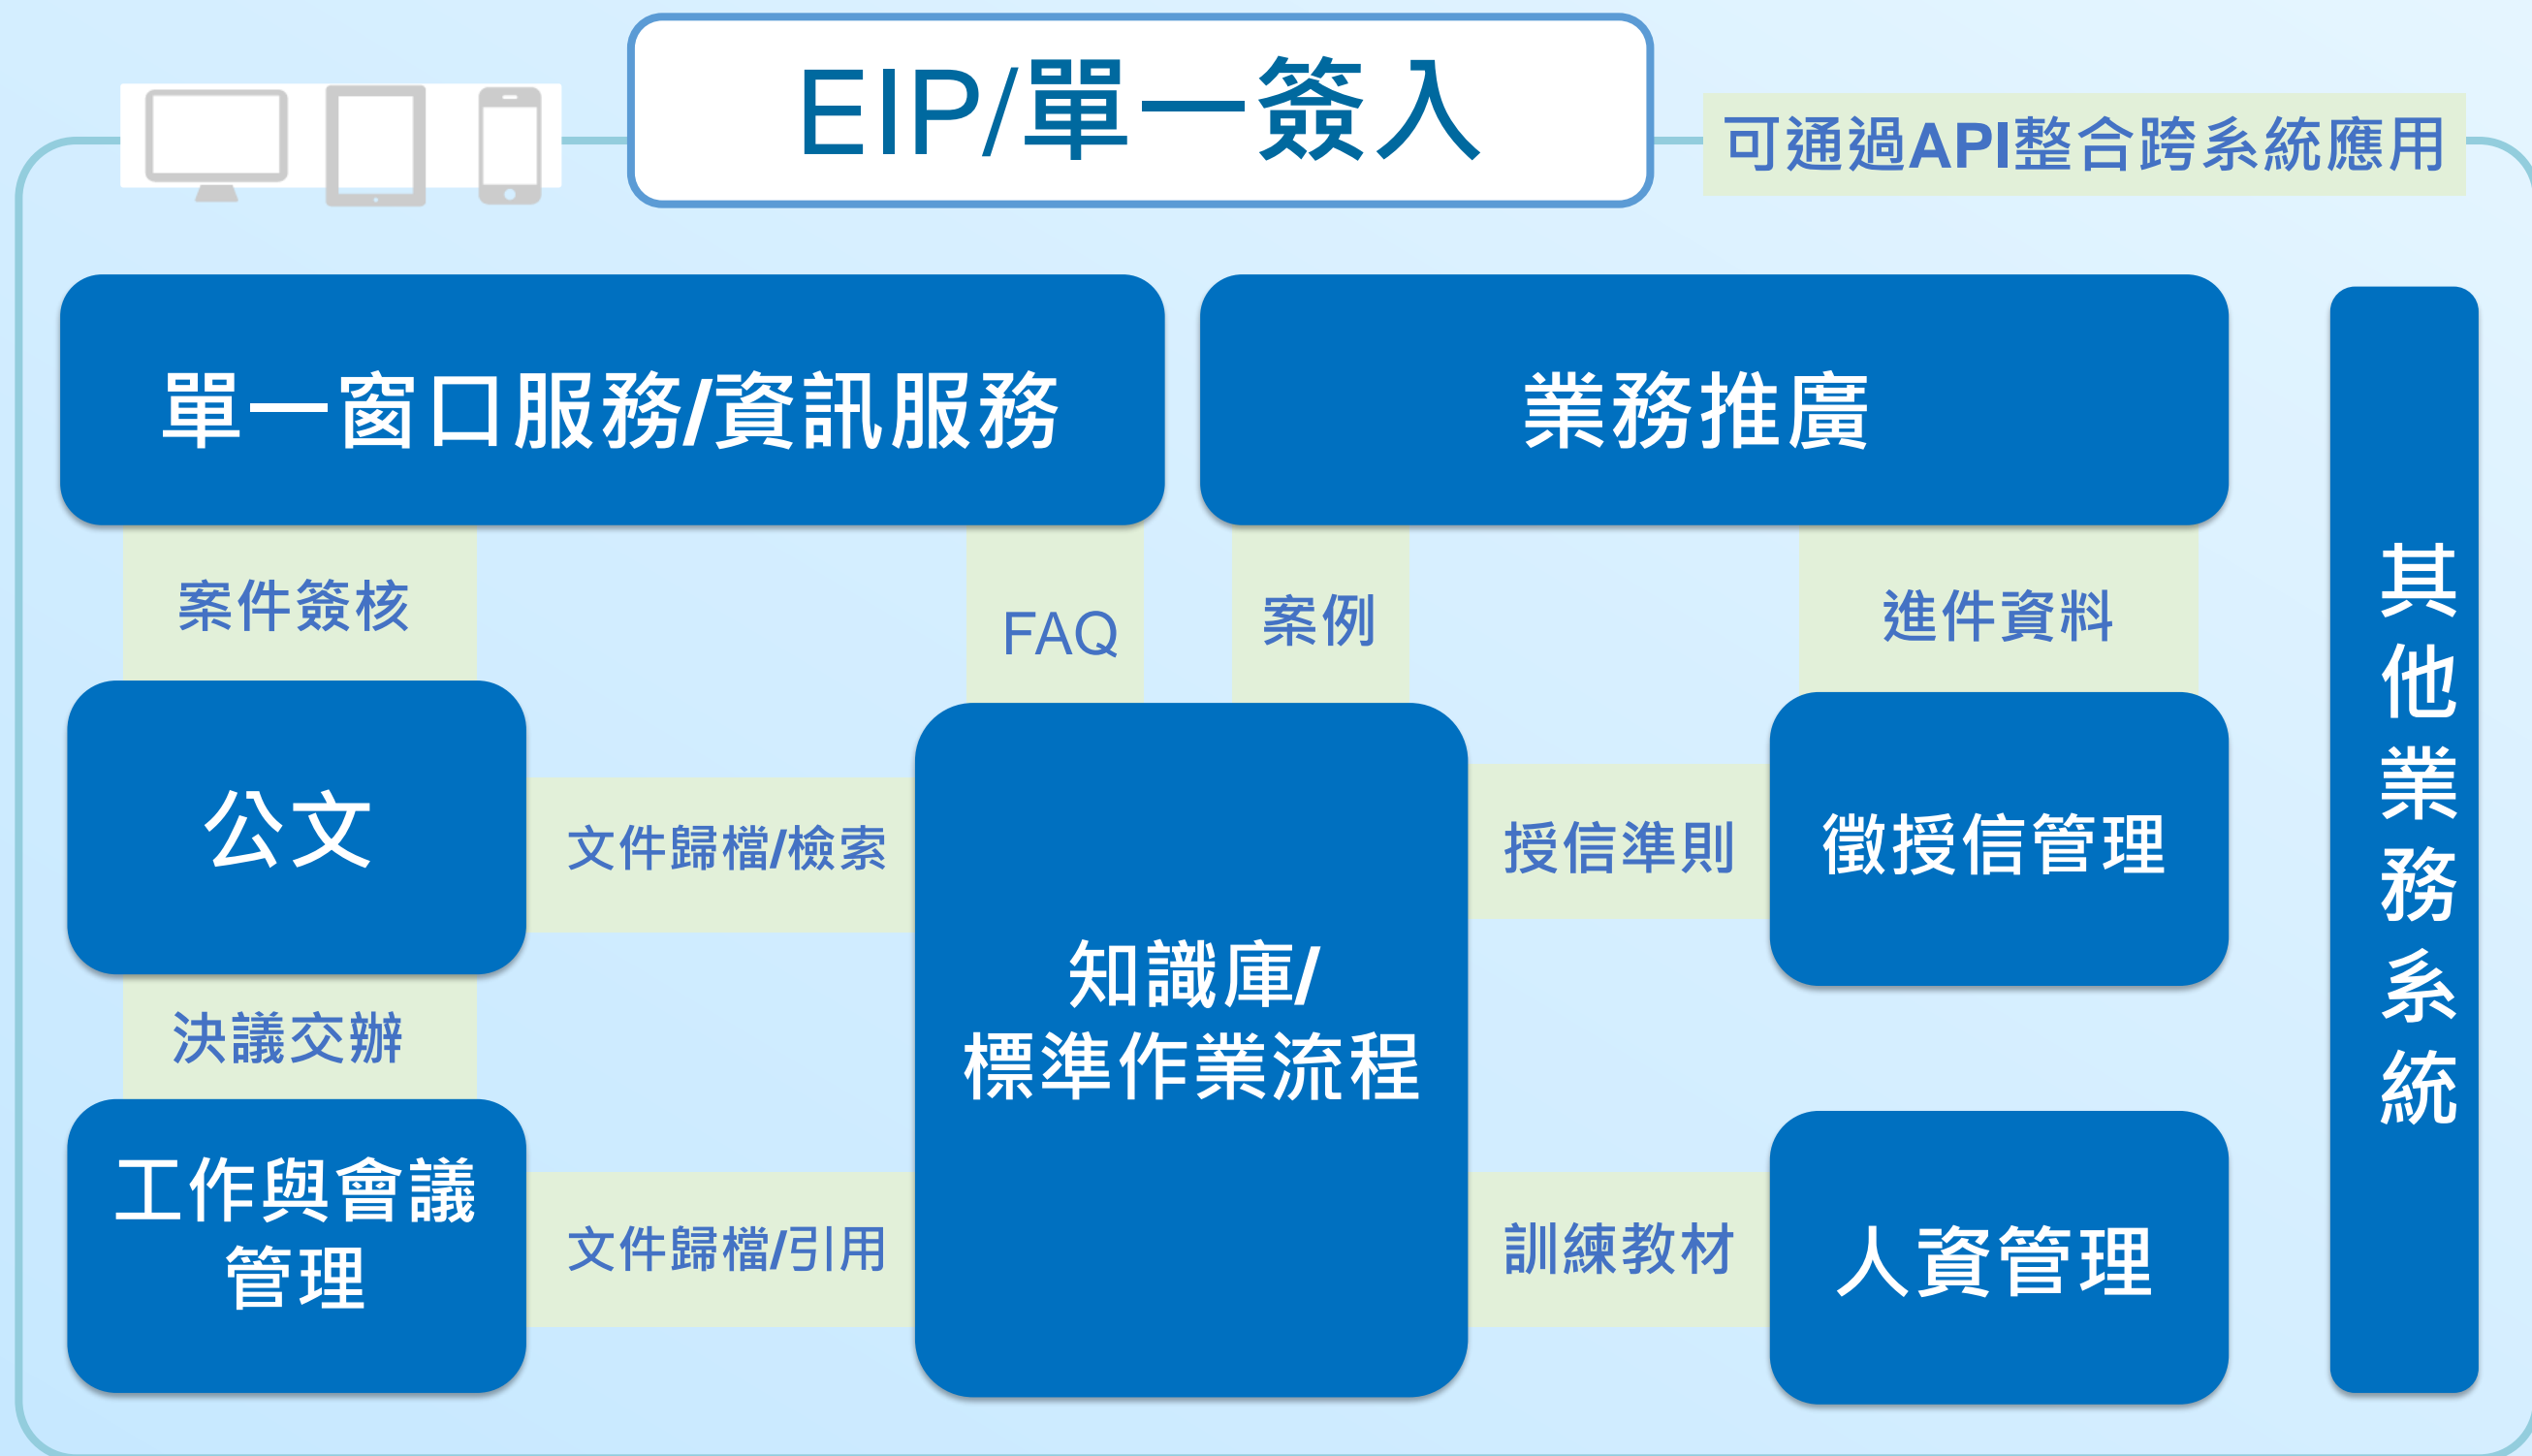 EIP/單一簽入
可通過API整合跨系統應用
單一窗口服務/資訊服務
業務推廣
案件簽核
FAQ
案例
進件資料
公文
文件歸檔/檢索
知識庫/
標準作業流程
授信準則
徵授信管理
決議交辦
工作與會議
管理
文件歸檔/引用
訓練教材
人資管理
其他業務系統